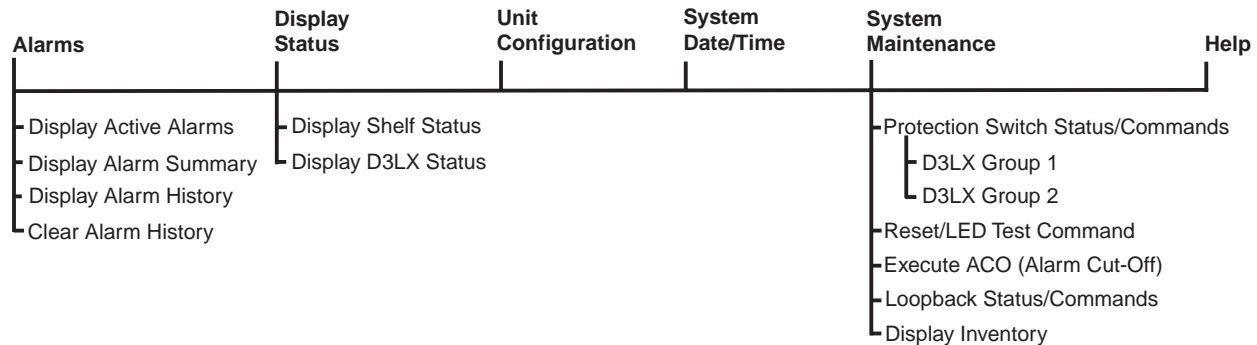 Alarms
Display
Status
Unit
Configuration
System
Date/Time
System
Maintenance
Help
Display Active Alarms
Display Alarm Summary
Display Alarm History
Clear Alarm History
Display Shelf Status
Display D3LX Status
Protection Switch Status/Commands
D3LX Group 1
D3LX Group 2
Reset/LED Test Command
Execute ACO (Alarm Cut-Off)
Loopback Status/Commands
Display Inventory